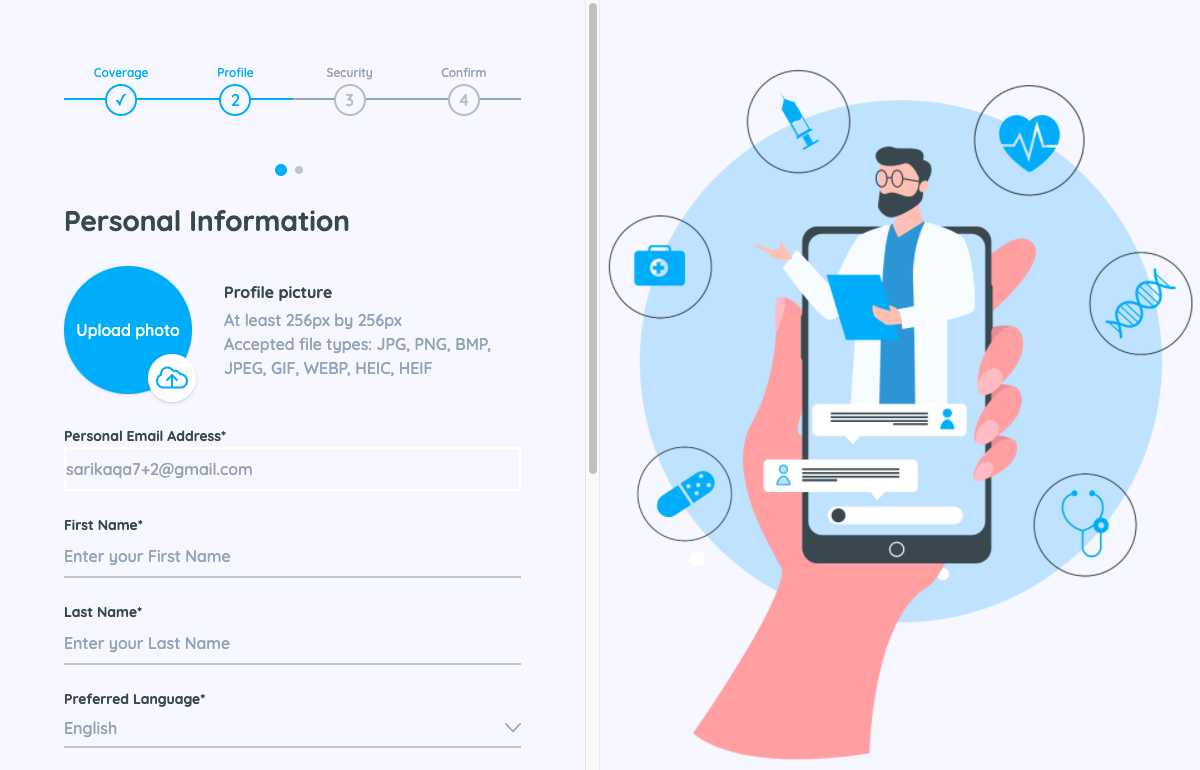 Coverage
Profile
Security
Confirm
✓
2
3
4
Personal Information
Upload photo
Profile picture
At least 256px by 256px
Accepted file types: JPG, PNG, BMP,
JPEG, GIF, WEBP, HEIC, HEIF
Personal Email Address*
sarikaqa7+2@gmail.com
First Name*
Enter your First Name
Last Name*
Enter your Last Name
Preferred Language*
English